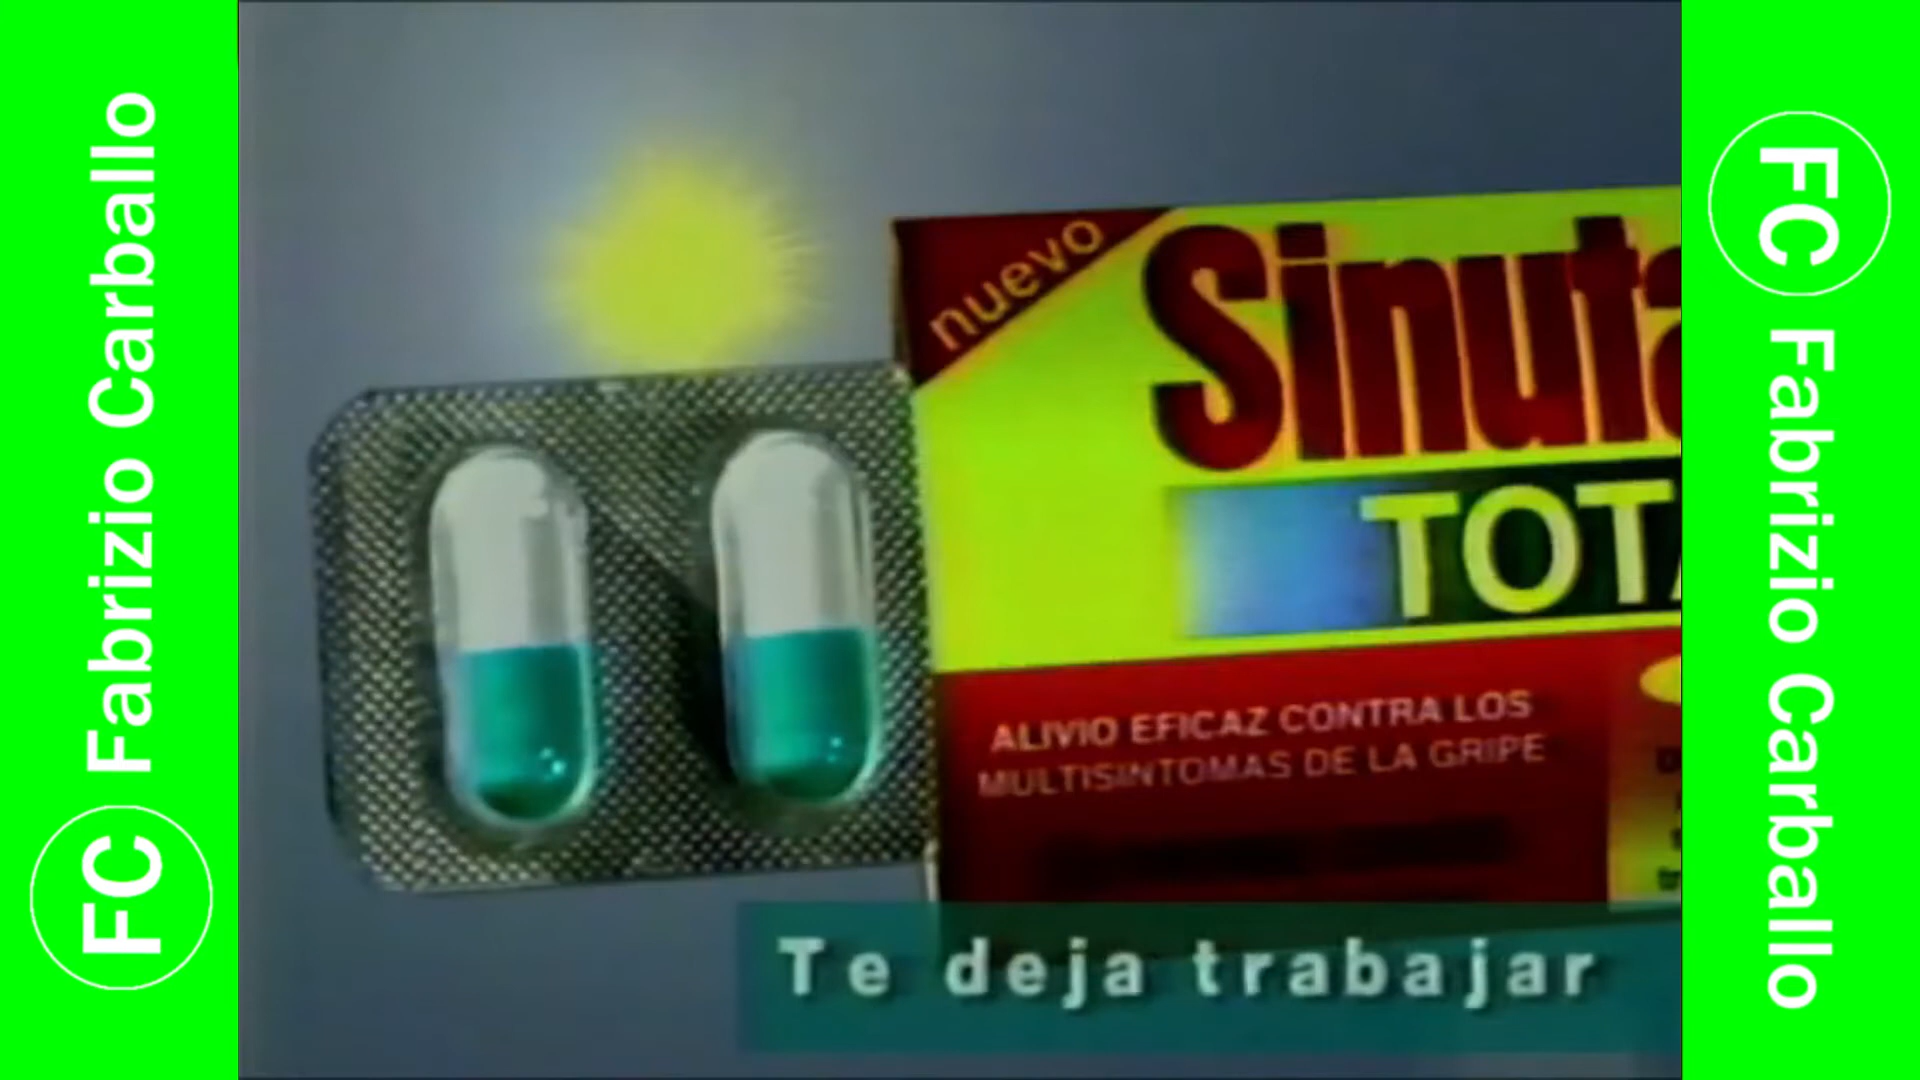 FC Fabrizio Carballo
nuevo
Sinuta
TOTA
ALIVIO EFICAZ CONTRA LOS
MULTISINTOMAS DE LA GRIPE
Te deja trabajar
FC Fabrizio Carballo